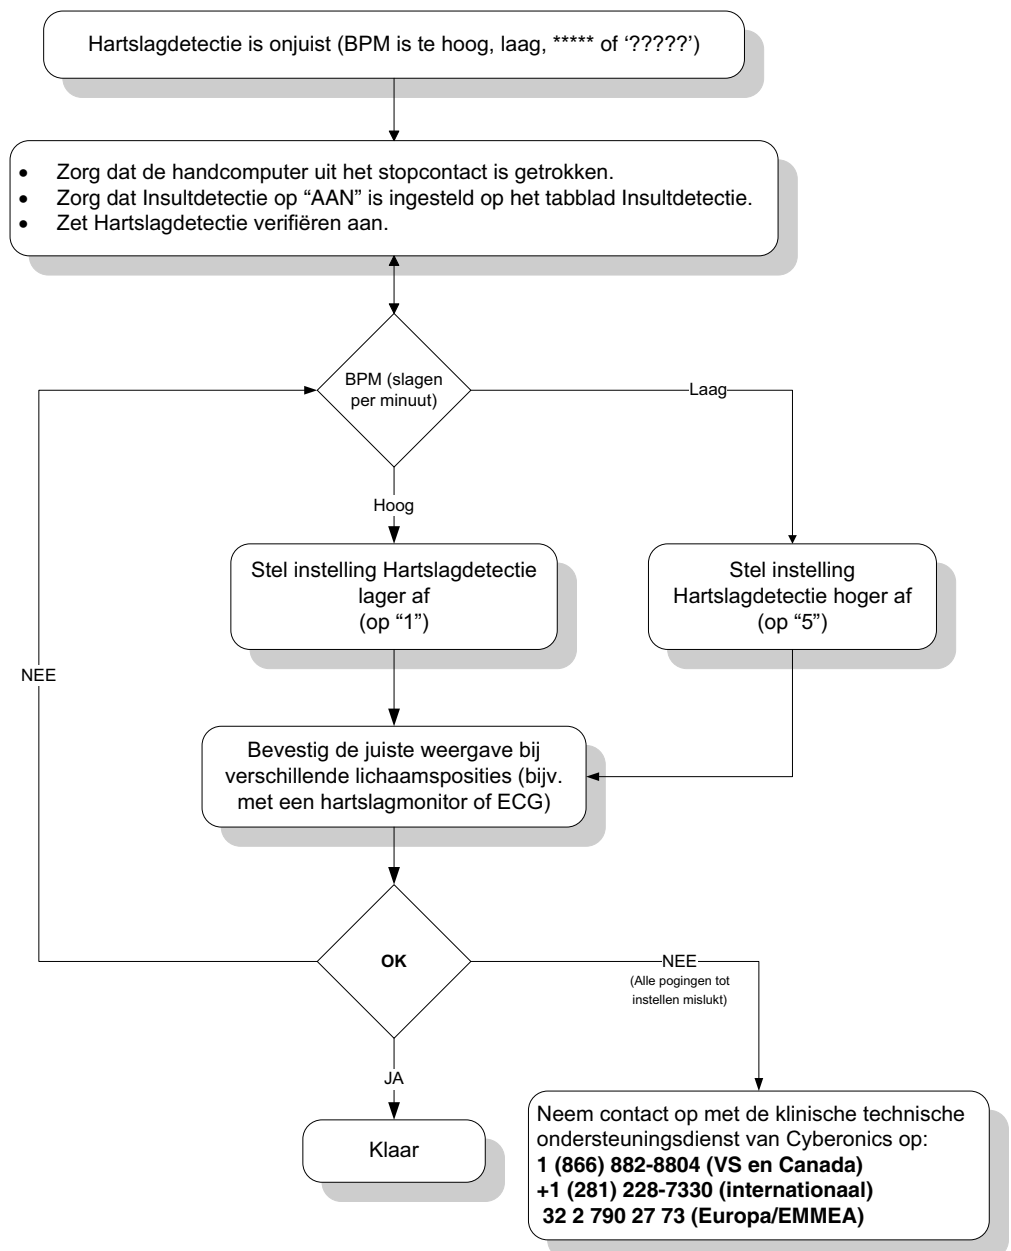 Hartslagdetectie is onjuist (BPM is te hoog, laag, ***** of ‘?????’)
• Zorg dat de handcomputer uit het stopcontact is getrokken.
• Zorg dat Insultdetectie op “AAN” is ingesteld op het tabblad Insultdetectie.
• Zet Hartslagdetectie verifiëren aan.
BPM (slagen
per minuut)
Laag
Hoog
Stel instelling Hartslagdetectie
lager af
(op “1”)
Stel instelling
Hartslagdetectie hoger af
(op “5”)
NEE
Bevestig de juiste weergave bij
verschillende lichaamsposities (bijv.
met een hartslagmonitor of ECG)
OK
NEE
(Alle pogingen tot
instellen mislukt)
JA
Klaar
Neem contact op met de klinische technische
ondersteuningsdienst van Cyberonics op:
1 (866) 882-8804 (VS en Canada)
+1 (281) 228-7330 (internationaal)
32 2 790 27 73 (Europa/EMMEA)